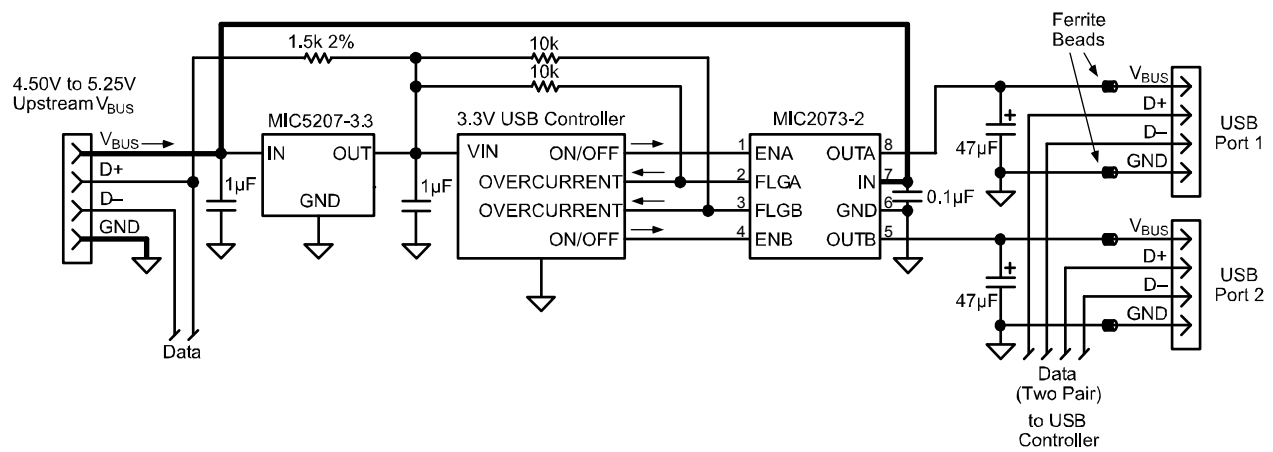 Ferrite
Beads
1.5k 2%
10k
10k
4.50V to 5.25V
Upstream VBUS
MIC5207-3.3
3.3V USB Controller
MIC2073-2
VBUS
D+
D–
GND
IN
OUT
GND
1µF
1µF
VIN
ON/OFF
OVERCURRENT
OVERCURRENT
ON/OFF
1
2
3
4
ENA
FLGA
FLGB
ENB
OUTA
IN
GND
OUTB
8
7
6
5
0.1µF
+
47µF
+
47µF
VBUS
D+
D–
GND
USB
Port 1
VBUS
D+
D–
GND
USB
Port 2
Data
Data
(Two Pair)
to USB
Controller